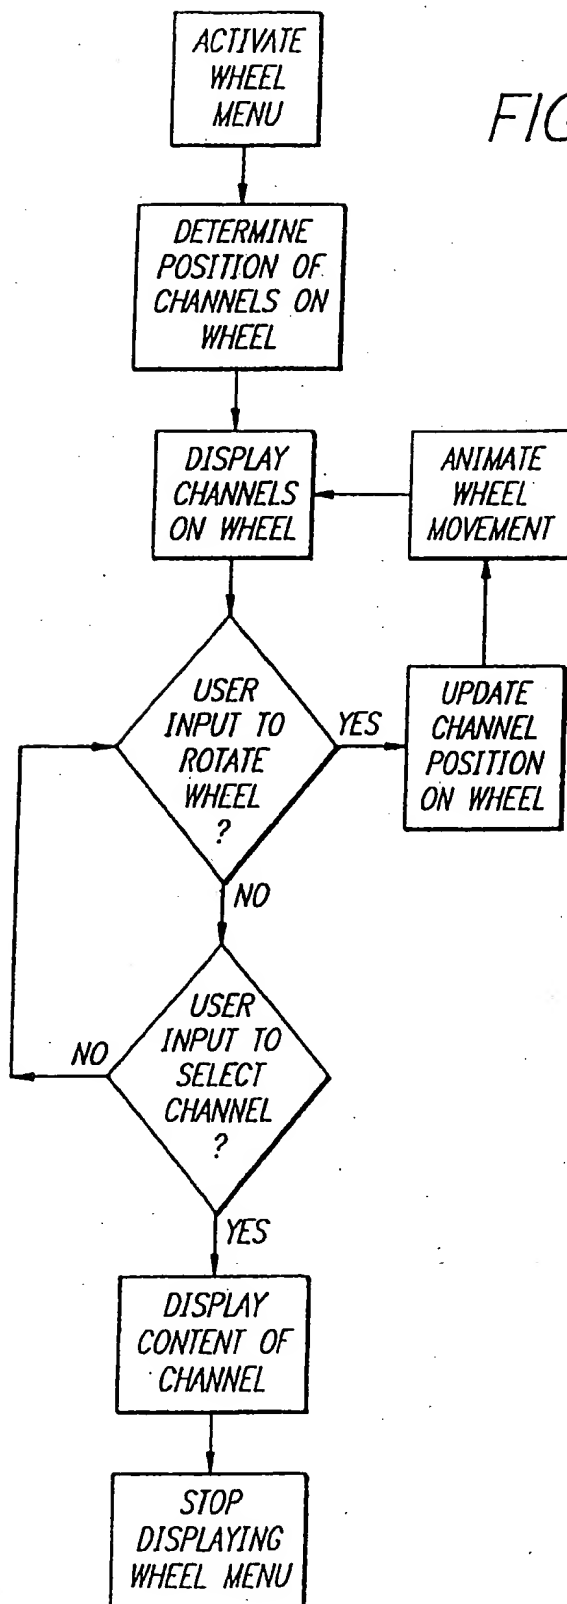 ACTIVATE
WHEEL
MENU
FIG
DETERMINE
POSITION OF
CHANNELS ON
WHEEL
DISPLAY
CHANNELS
ON WHEEL
ANIMATE
WHEEL
MOVEMENT
USER
INPUT TO
ROTATE
WHEEL
?
YES
UPDATE
CHANNEL
POSITION
ON WHEEL
NO
USER
INPUT TO
SELECT
CHANNEL
?
NO
YES
DISPLAY
CONTENT OF
CHANNEL
STOP
DISPLAYING
WHEEL MENU